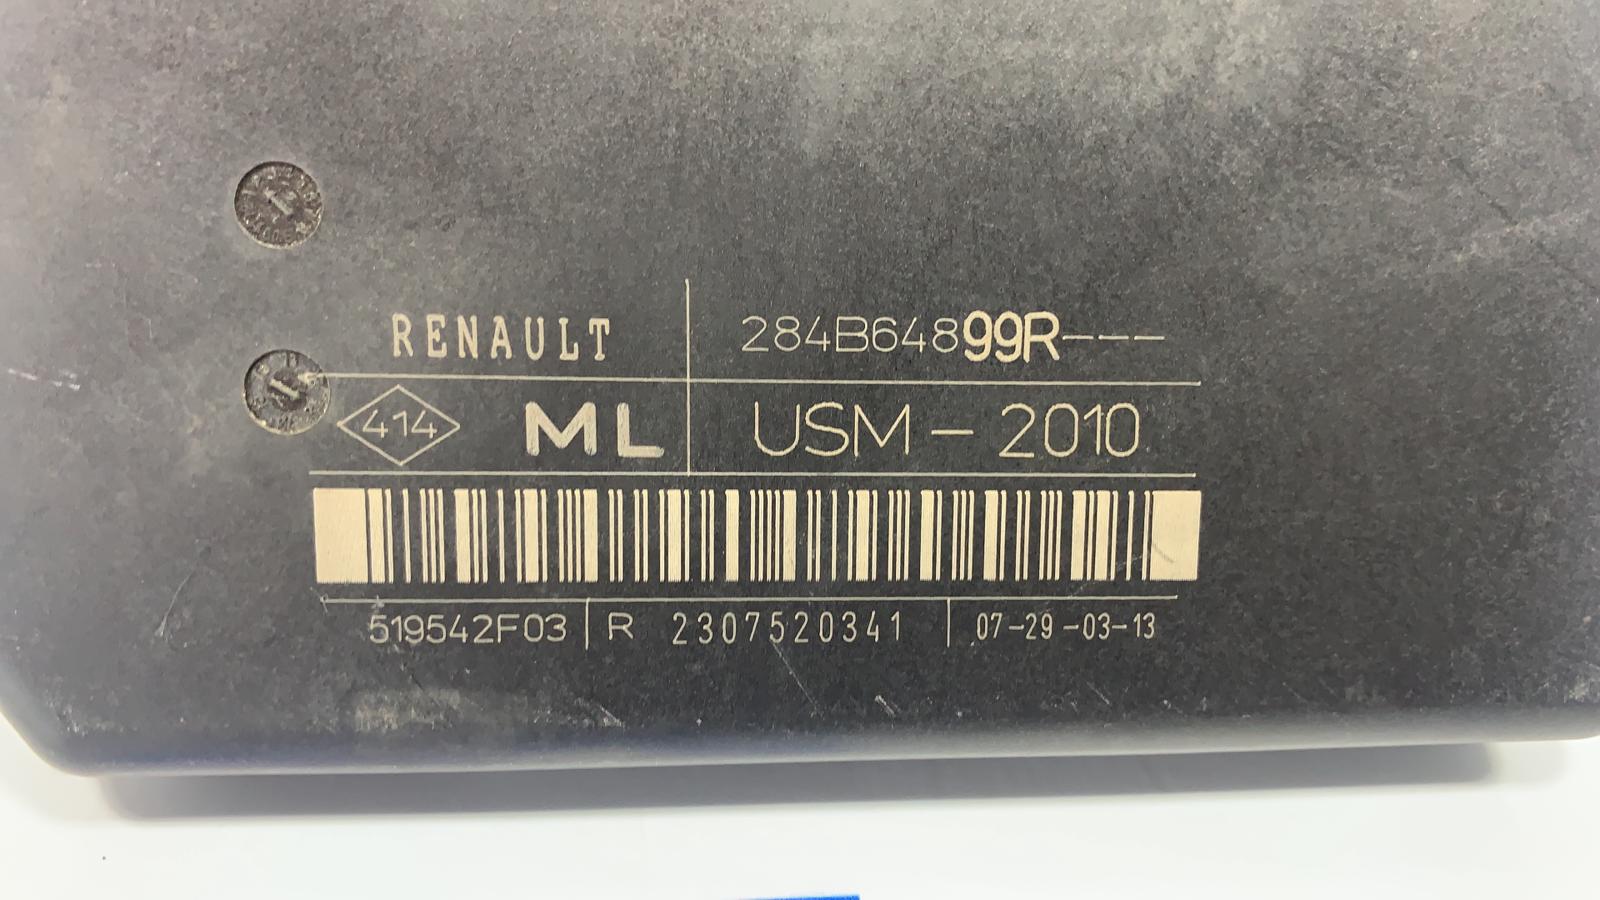 RENAULT 284B64899R---
414 ML USM - 2010
519542F03 R 2307520341 07-29-03-13